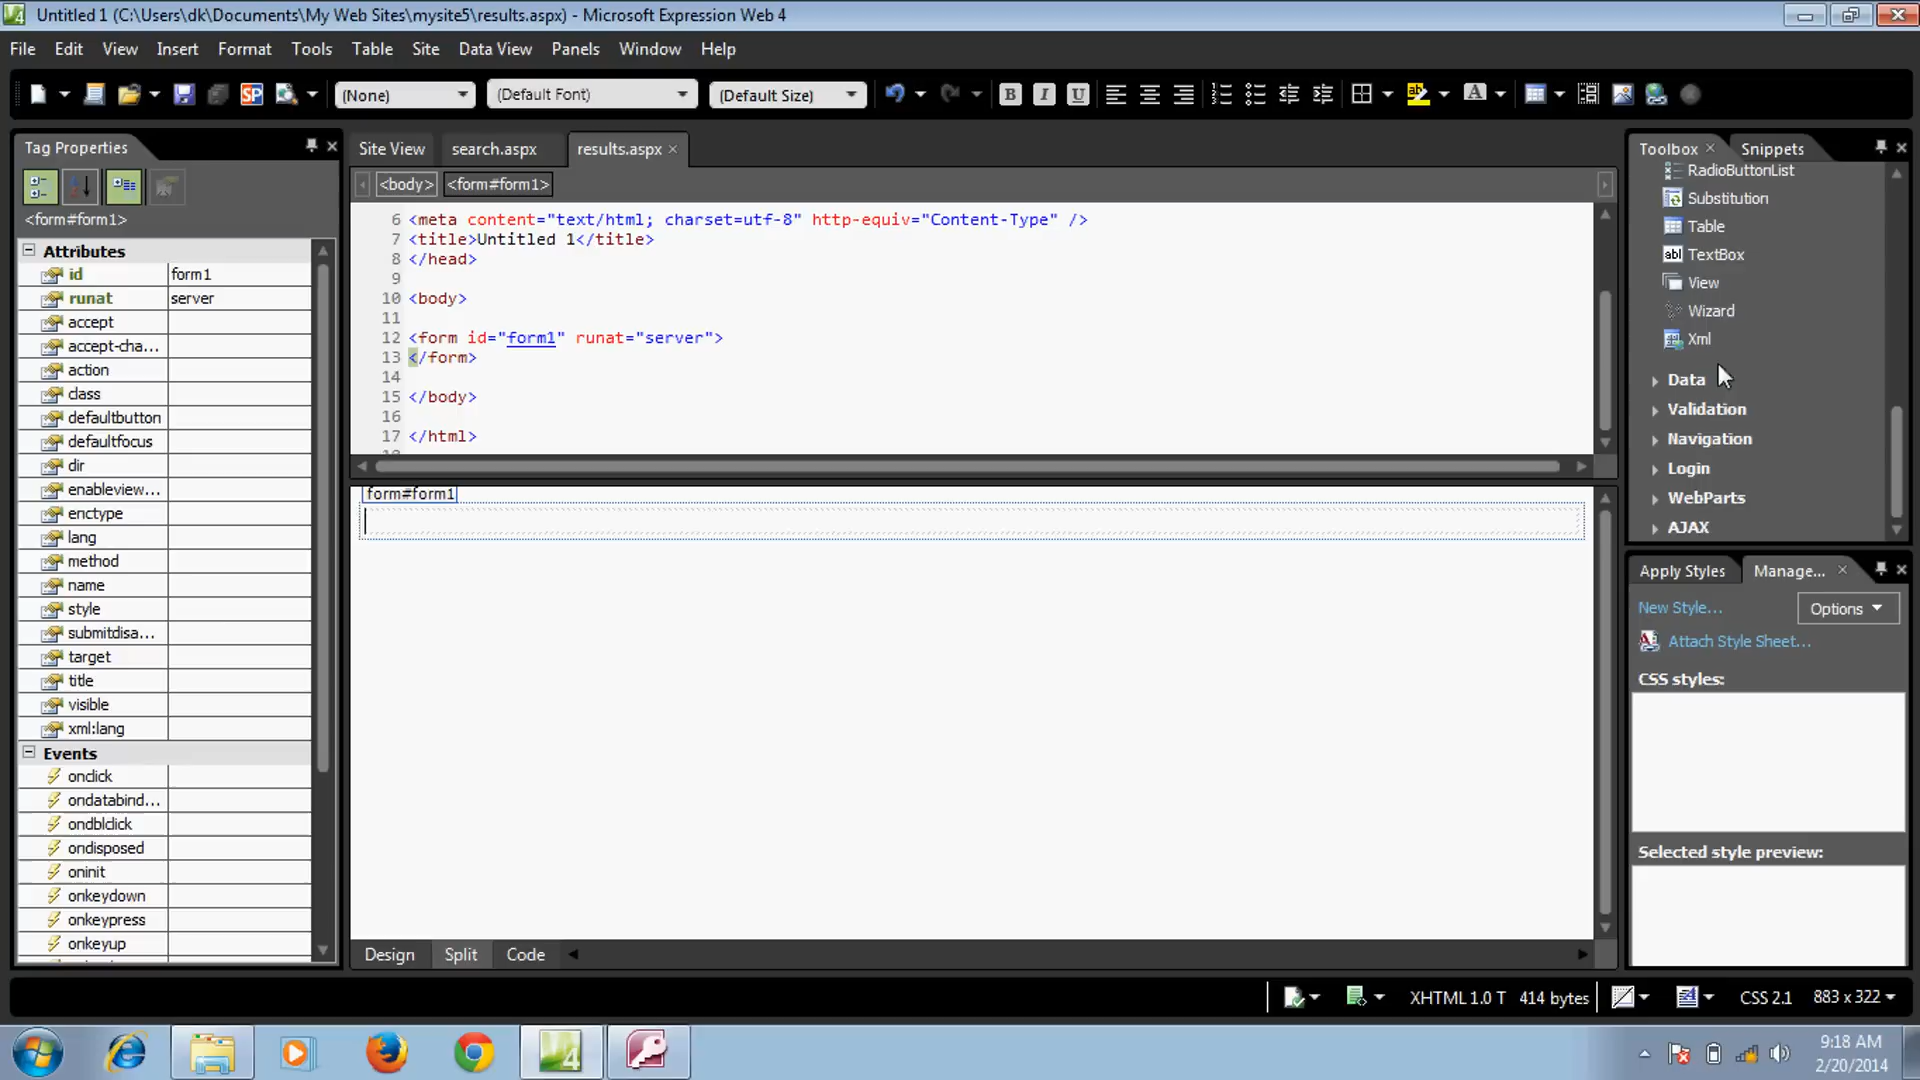 Untitled 1 (C:\Users\dk\Documents\My Web Sites\mysite5\results.aspx) - Microsoft Expression Web 4
File Edit View Insert Format Tools Table Site Data View Panels Window Help
(None) (Default Font) (Default Size)
Tag Properties
<form#form1>
Attributes
id form1
runat server
accept
accept-cha...
action
class
defaultbutton
defaultfocus
dir
enableview...
enctype
lang
method
name
style
submitdisa...
target
title
visible
xml:lang
Events
onclick
ondatabind...
ondblclick
ondisposed
oninit
onkeydown
onkeypress
onkeyup
Site View search.aspx results.aspx
<body> <form#form1>
6 <meta content="text/html; charset=utf-8" http-equiv="Content-Type" />
7 <title>Untitled 1</title>
8 </head>
9
10 <body>
11
12 <form id="form1" runat="server">
13 </form>
14
15 </body>
16
17 </html>
form#form1
Design Split Code
Toolbox Snippets
RadioButtonList
Substitution
Table
abl TextBox
View
Wizard
Xml
Data
Validation
Navigation
Login
WebParts
AJAX
Apply Styles Manage...
New Style... Options
Attach Style Sheet...
CSS styles:
Selected style preview:
XHTML 1.0 T 414 bytes CSS 2.1 883 x 322
9:18 AM
2/20/2014